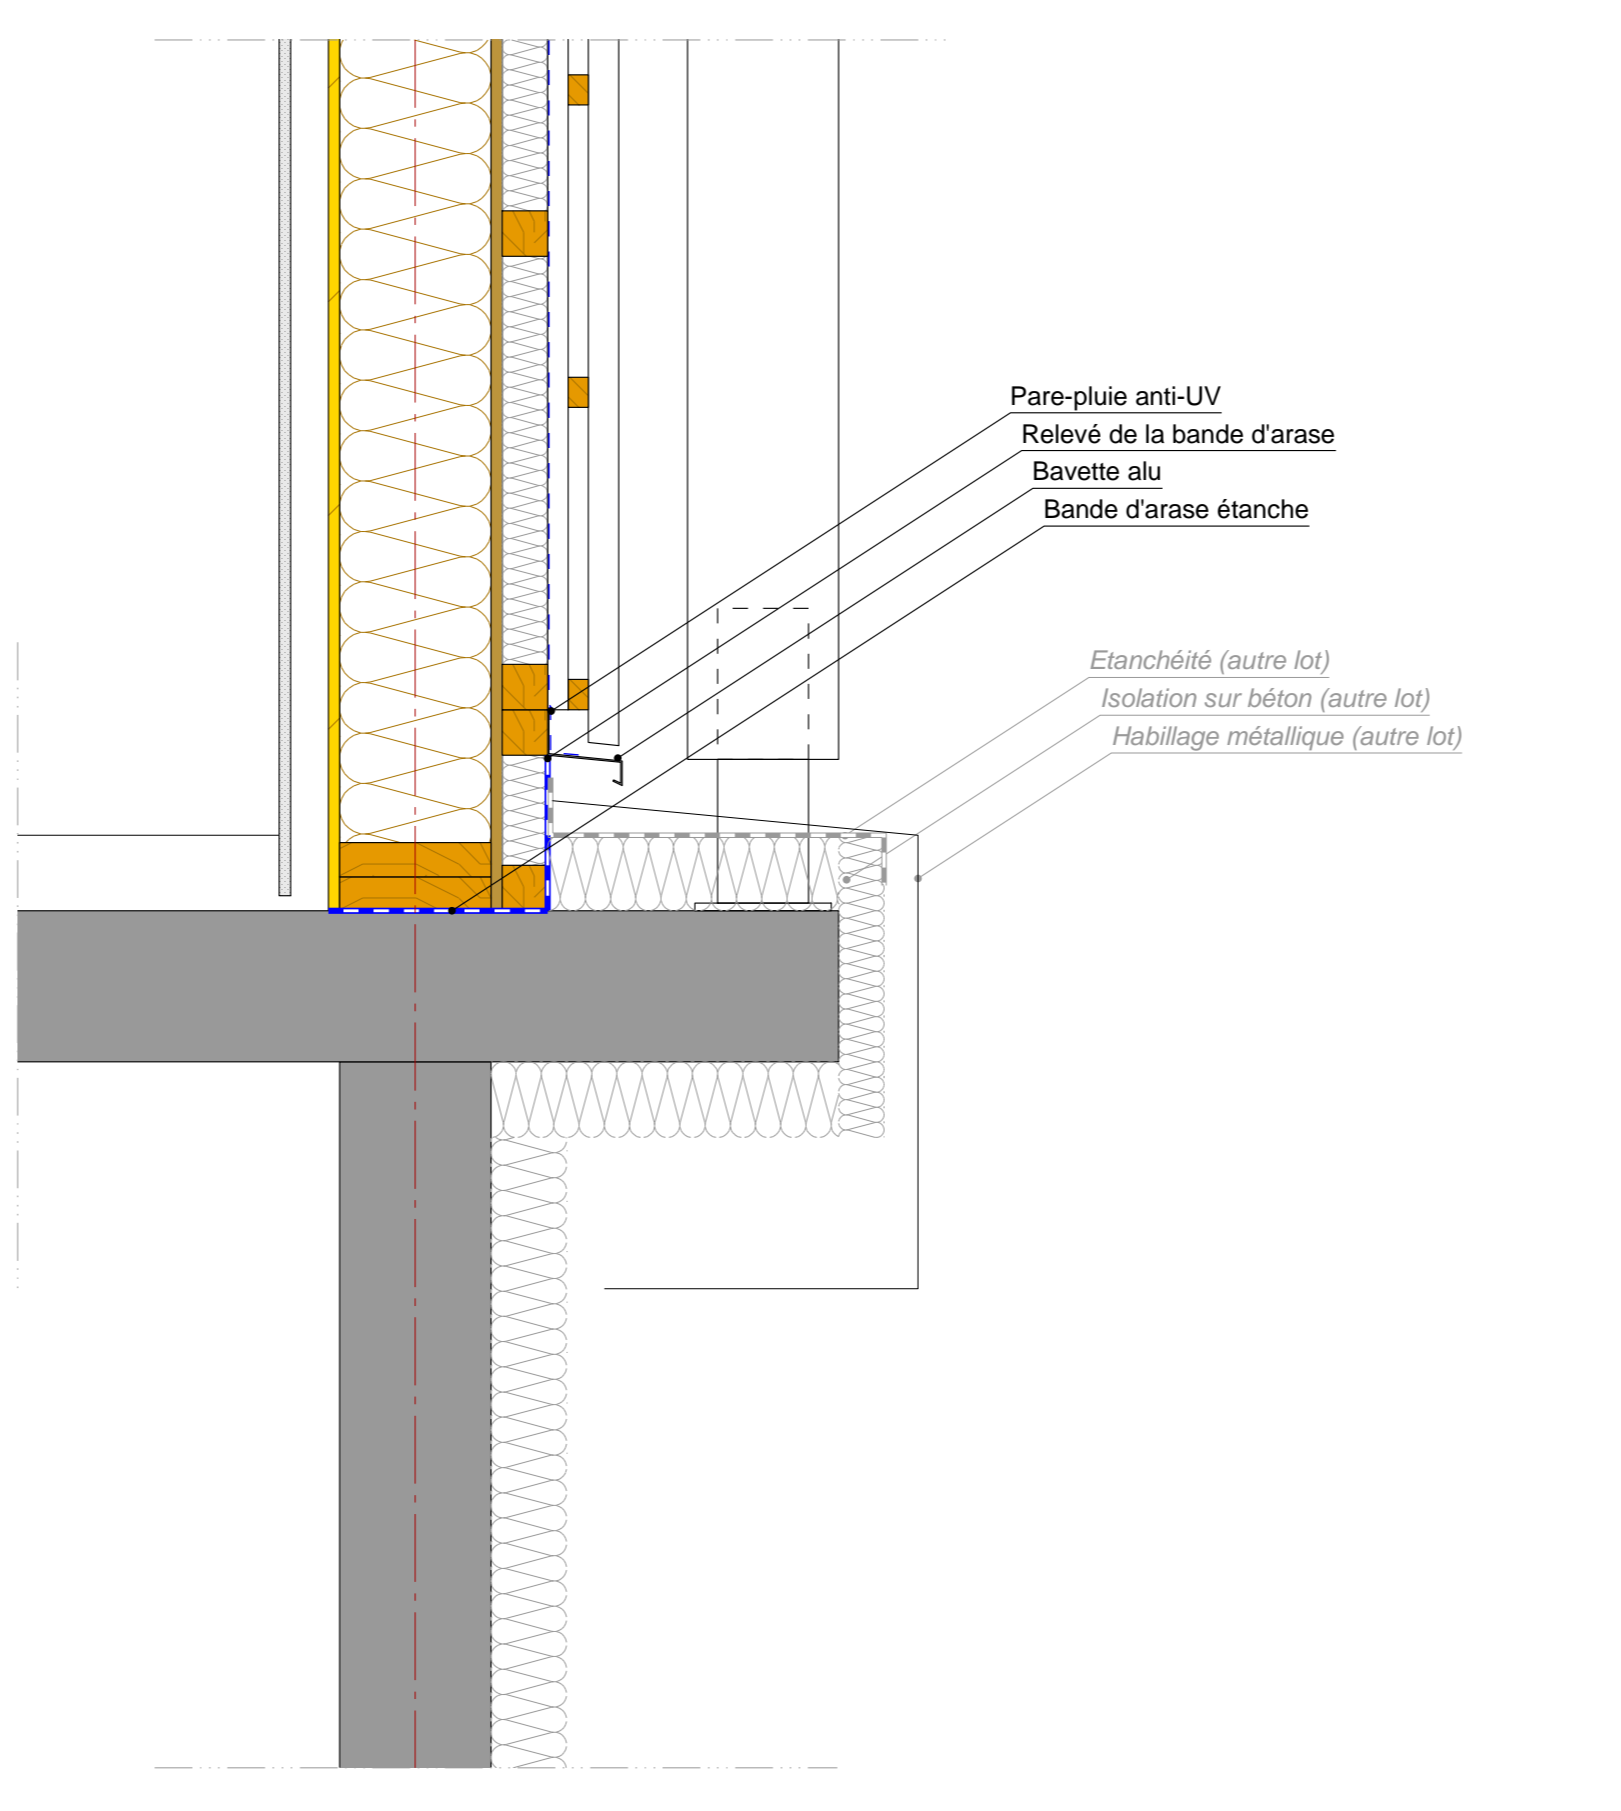 Pare-pluie anti-UV
Relevé de la bande d'arase
Bavette alu
Bande d'arase étanche
Etanchéité (autre lot)
Isolation sur béton (autre lot)
Habillage métallique (autre lot)